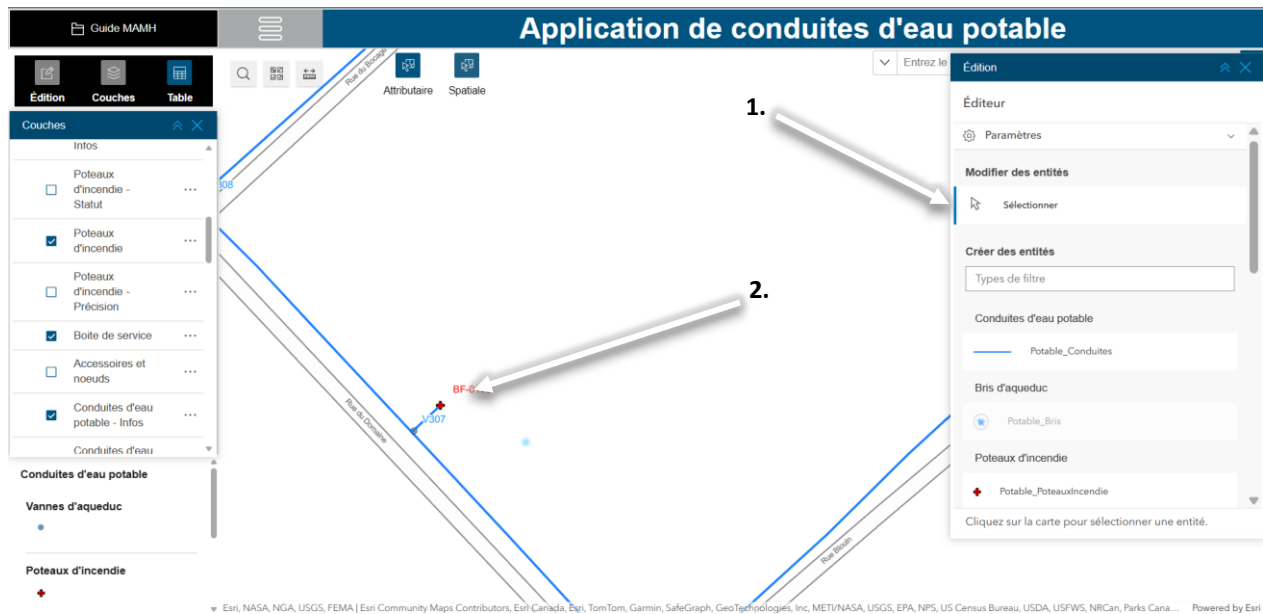 Guide MAMH
Application de conduites d'eau potable
Édition
Couches
Table
Attributaire
Spatiale
Rue du Bocage
Entrez le
Couches
Infos
Poteaux
d'incendie -
Statut
Poteaux
d'incendie
Poteaux
d'incendie -
Précision
Boite de service
Accessoires et
noeuds
Conduites d'eau
potable - Infos
Conduites d'eau
Conduites d'eau potable
Vannes d'aqueduc
Poteaux d'incendie
1.
2.
V307
Rue du Domaine
Rue Blouin
Édition
Éditeur
Paramètres
Modifier des entités
Sélectionner
Créer des entités
Types de filtre
Conduites d'eau potable
Potable_Conduites
Bris d'aqueduc
Potable_Bris
Poteaux d'incendie
Potable_PoteauxIncendie
Cliquez sur la carte pour sélectionner une entité.
Esri, NASA, NGA, USGS, FEMA | Esri Community Maps Contributors, Esri Canada, Esri, TomTom, Garmin, SafeGraph, GeoTechnologies, Inc, METI/NASA, USGS, EPA, NPS, US Census Bureau, USDA, USFWS, NRCan, Parks Cana... Powered by Esri